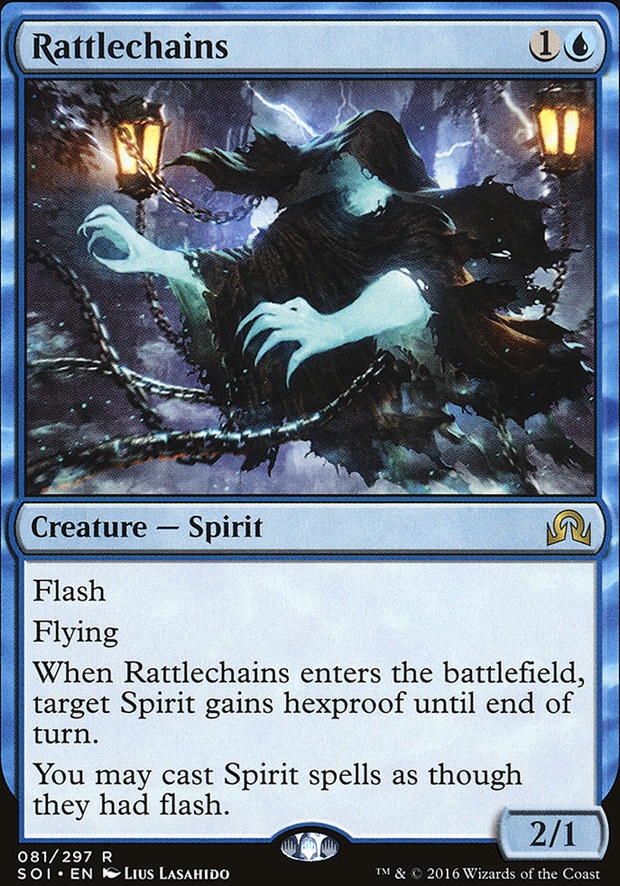 Rattlechains 1
Creature — Spirit
Flash
Flying
When Rattlechains enters the battlefield,
target Spirit gains hexproof until end of
turn.
You may cast Spirit spells as though
they had flash.
2/1
081/297 R
SOI • EN Lius Lasahido
™ & © 2016 Wizards of the Coast